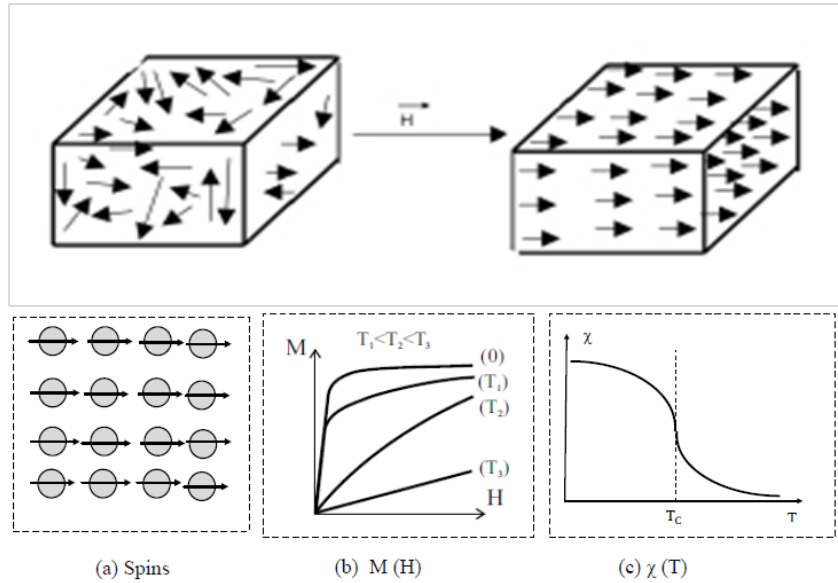 H
T₁<T₂<T₃
M
(0)
(T₁)
(T₂)
(T₃)
H
χ
T_C
T
(a) Spins
(b) M (H)
(c) χ (T)